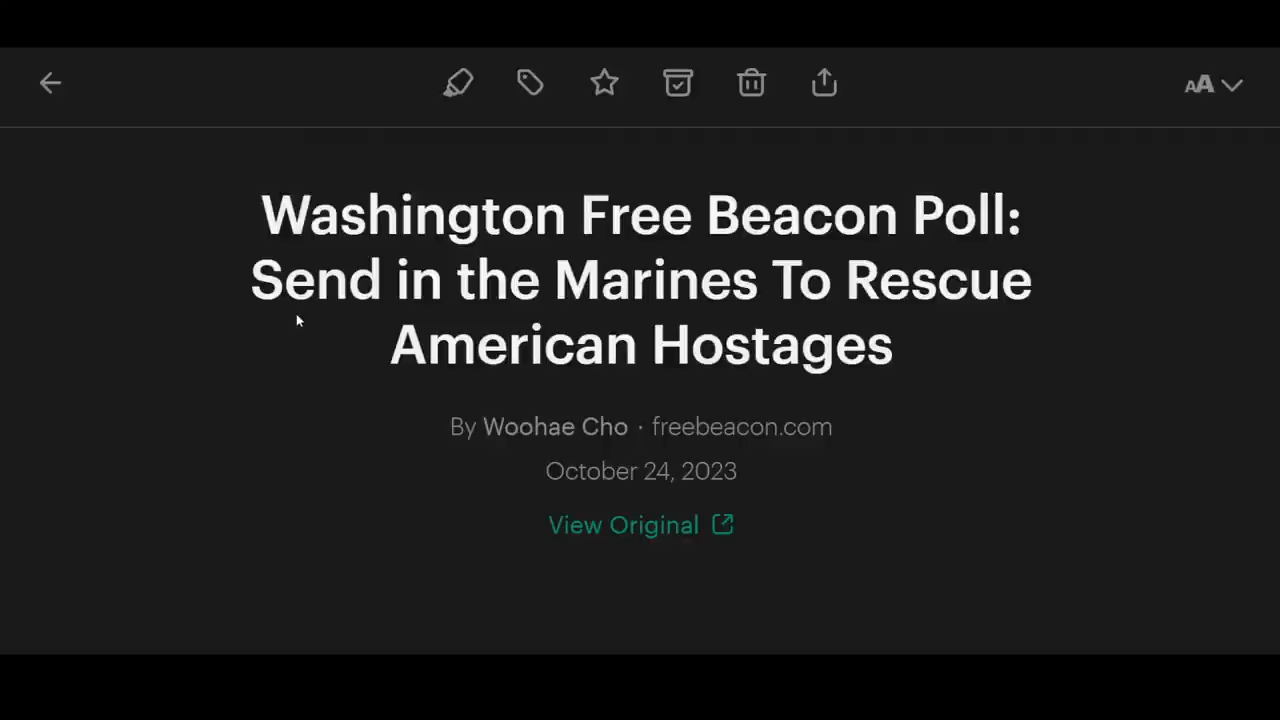 AA
Washington Free Beacon Poll:
Send in the Marines To Rescue
American Hostages
By Woohae Cho · freebeacon.com
October 24, 2023
View Original